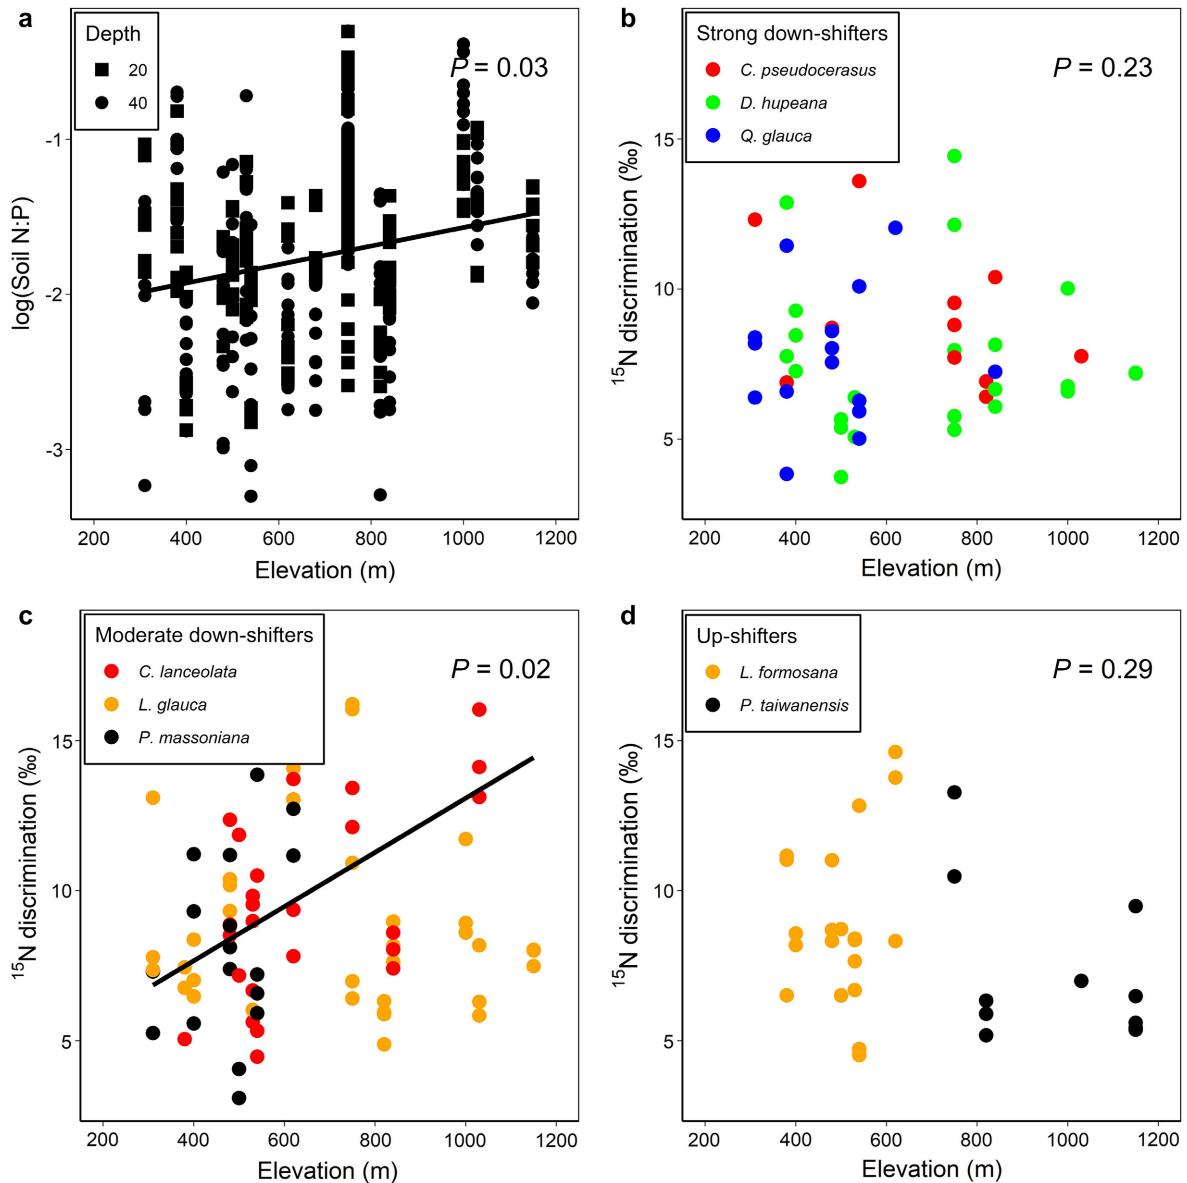 a
Depth
20
40
P = 0.03
-1
-2
-3
log(Soil N:P)
200 400 600 800 1000 1200
Elevation (m)
b
Strong down-shifters
C. pseudocerasus
D. hupeana
Q. glauca
P = 0.23
15
10
5
15N discrimination (‰)
200 400 600 800 1000 1200
Elevation (m)
c
Moderate down-shifters
C. lanceolata
L. glauca
P. massoniana
P = 0.02
15
10
5
15N discrimination (‰)
200 400 600 800 1000 1200
Elevation (m)
d
Up-shifters
L. formosana
P. taiwanensis
P = 0.29
15
10
5
15N discrimination (‰)
200 400 600 800 1000 1200
Elevation (m)